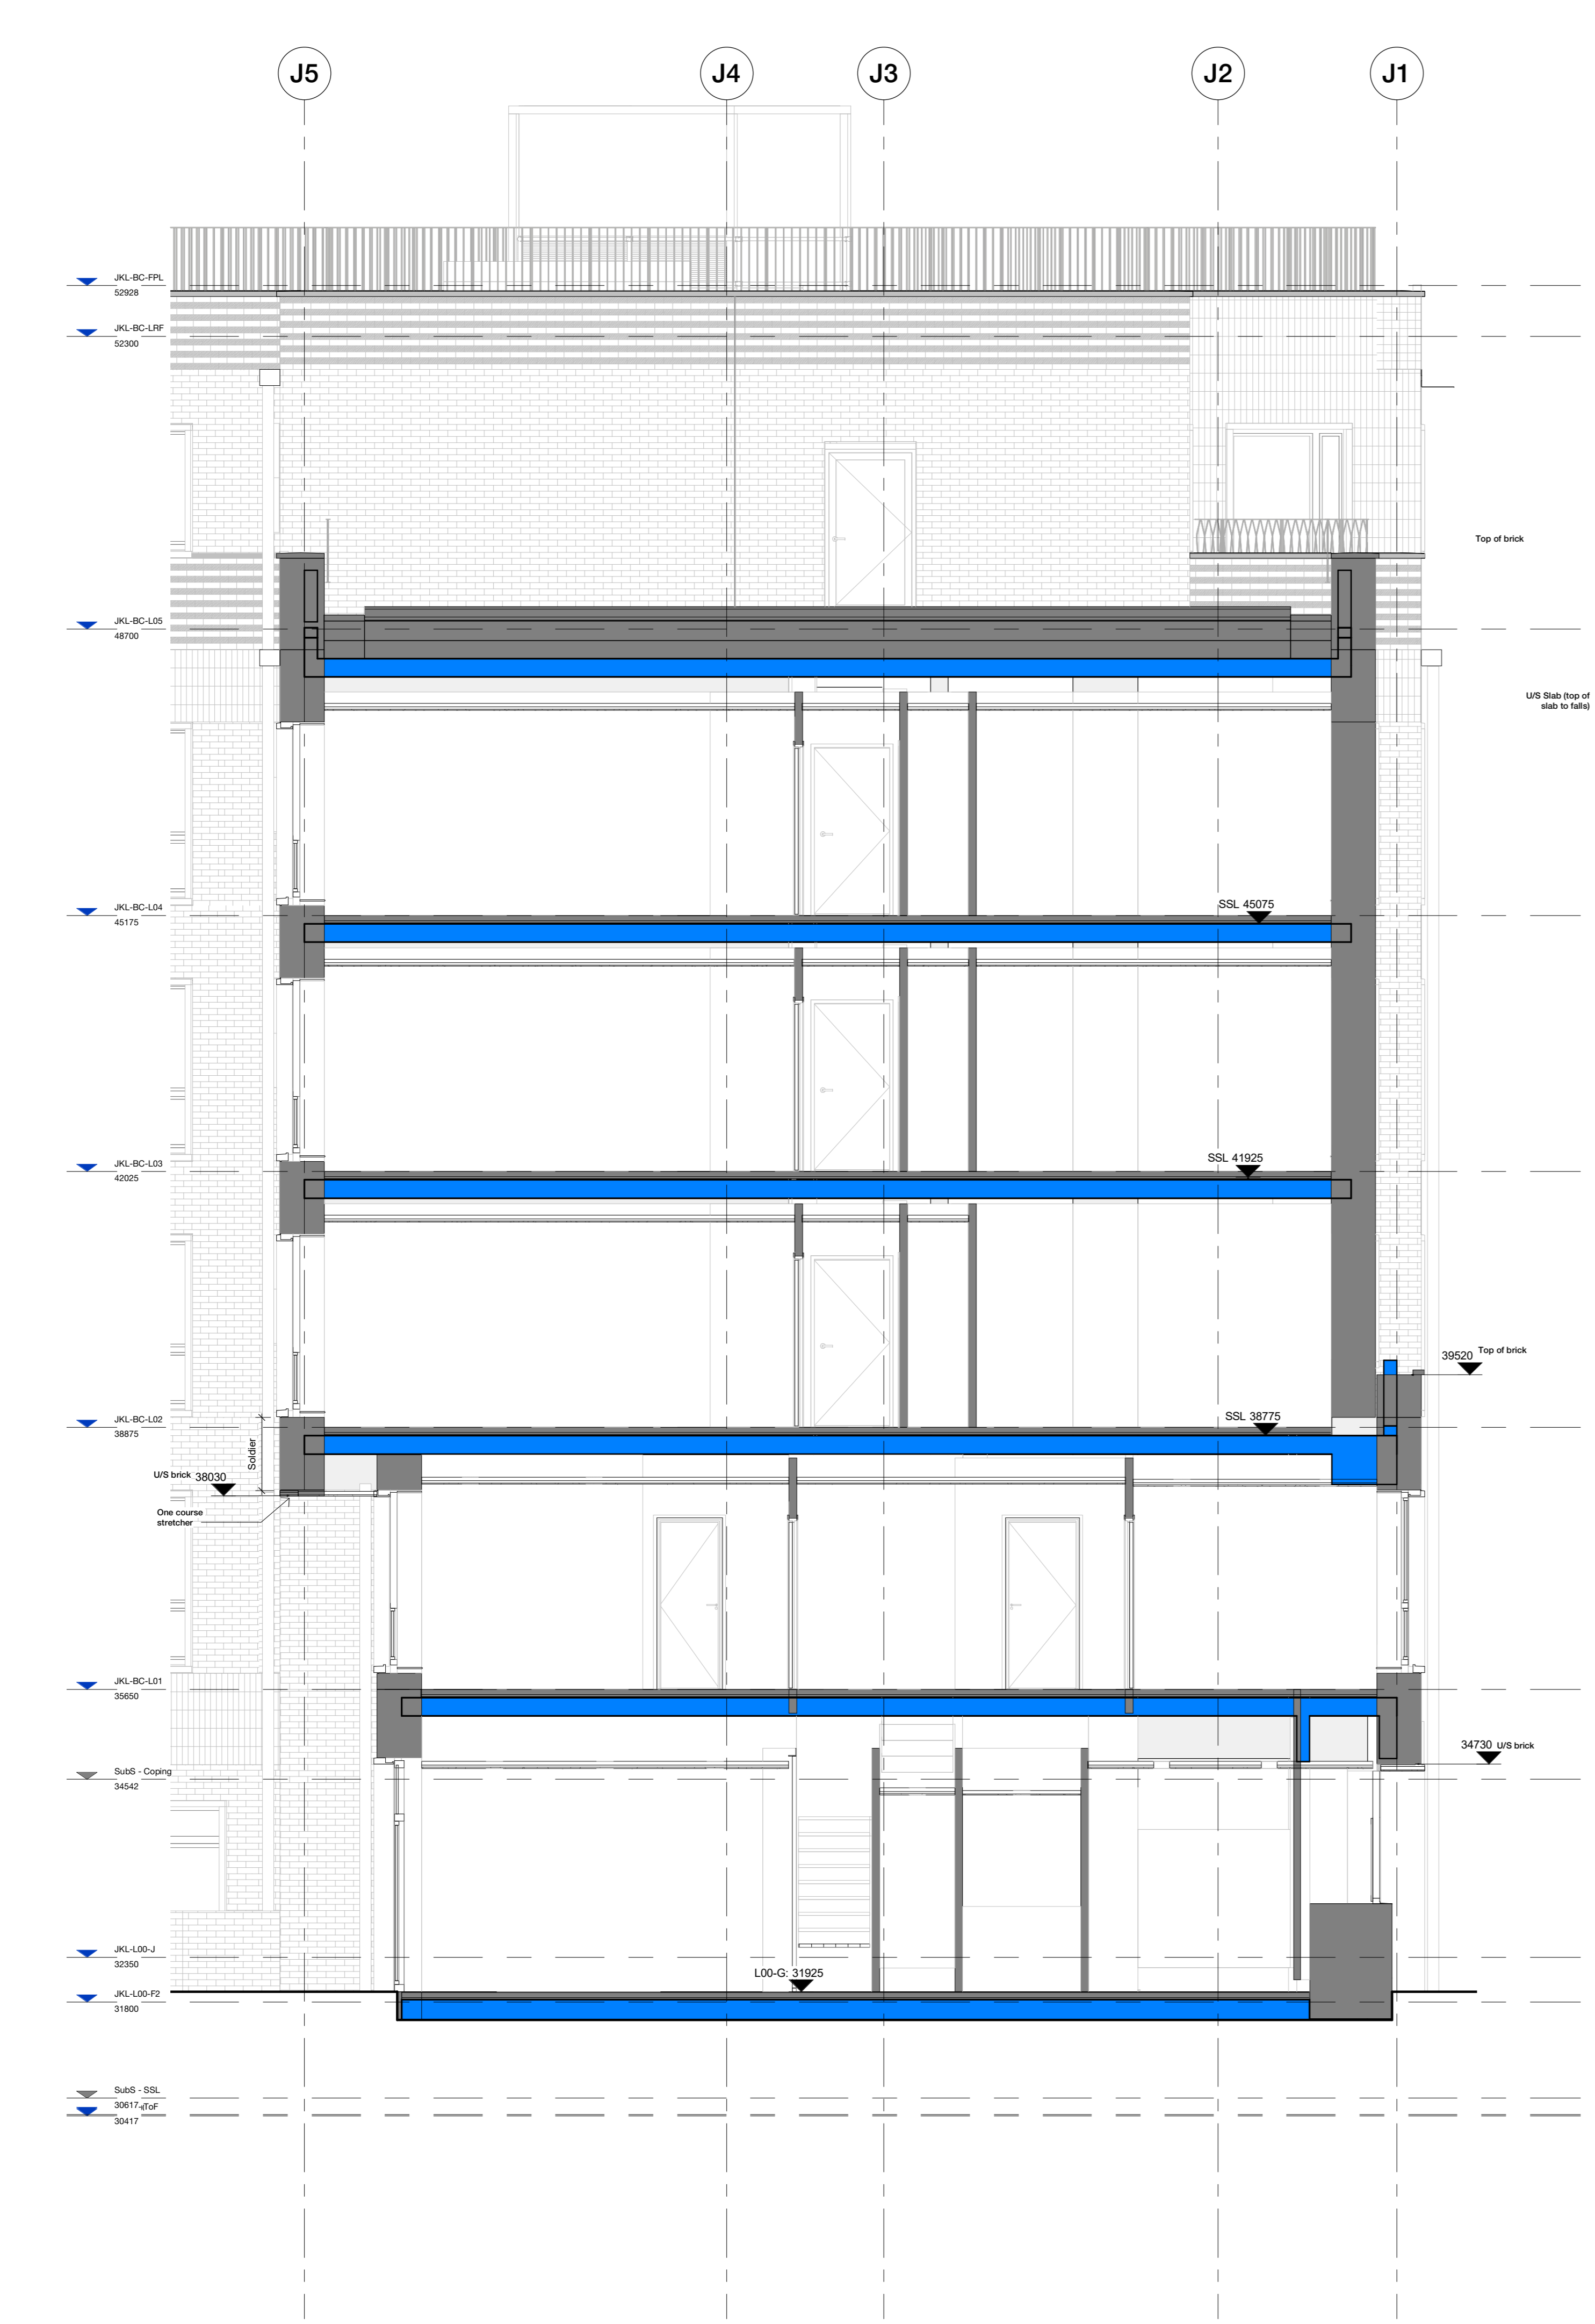 J5
J4
J3
J2
J1
JKL-BC-FPL
52928
JKL-BC-LRF
52300
Top of brick
JKL-BC-L05
48700
U/S Slab (top of
slab to falls)
JKL-BC-L04
45175
SSL 45075
JKL-BC-L03
42025
SSL 41925
39520
Top of brick
JKL-BC-L02
38875
SSL 38775
Soldier
U/S brick
38030
One course
stretcher
JKL-BC-L01
35650
34730
U/S brick
SubS - Coping
34542
JKL-L00-J
32350
L00-G: 31925
JKL-L00-F2
31800
SubS - SSL
30617
ToF
30417